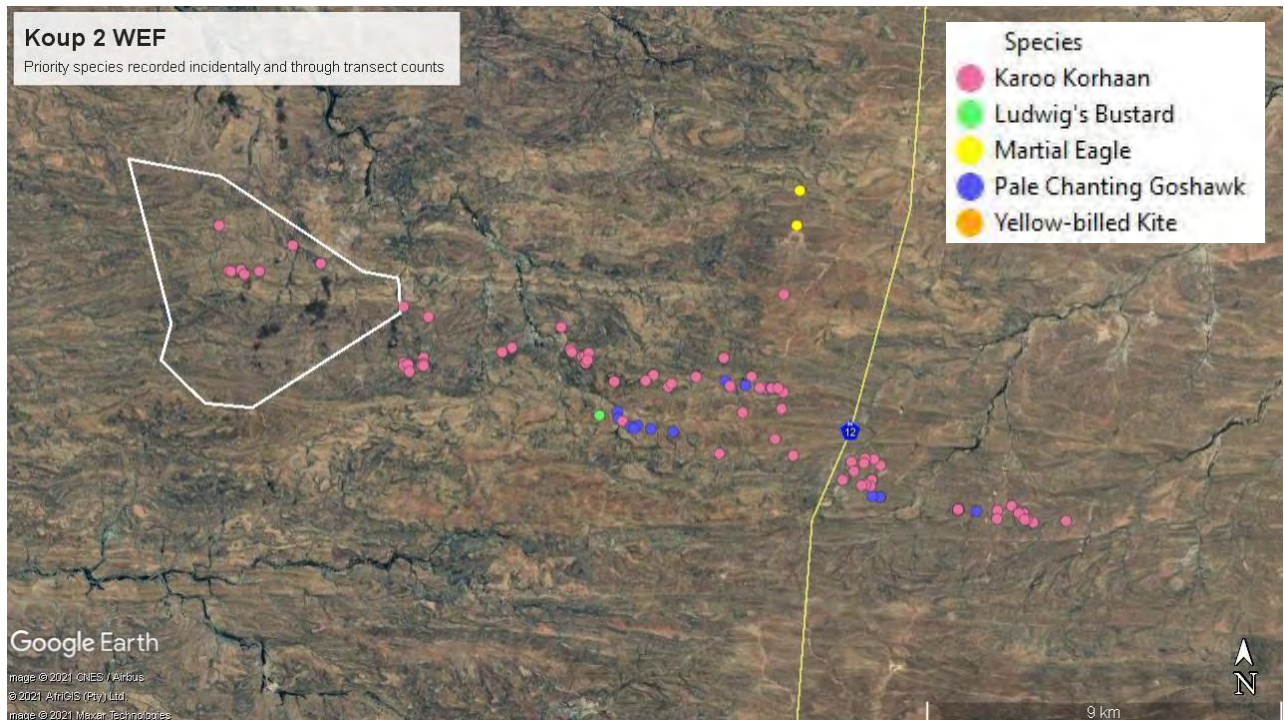 Koup 2 WEF
Priority species recorded incidentally and through transect counts
Species
Karoo Korhaan
Ludwig's Bustard
Martial Eagle
Pale Chanting Goshawk
Yellow-billed Kite
12
Google Earth
mage © 2021 CNES / Airbus
© 2021 AfriGIS (Pty) Ltd.
mage © 2021 Maxar Technologies
9 km
N